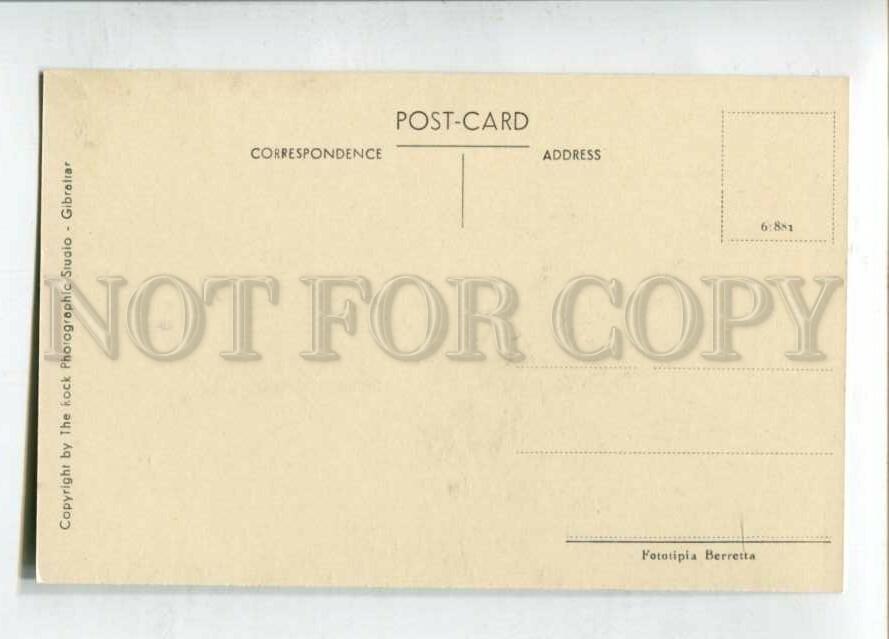 POST-CARD
CORRESPONDENCE
ADDRESS
6:881
Copyright by The Rock Photographic Studio - Gibraltar
NOT FOR COPY
Fototipia Berretta